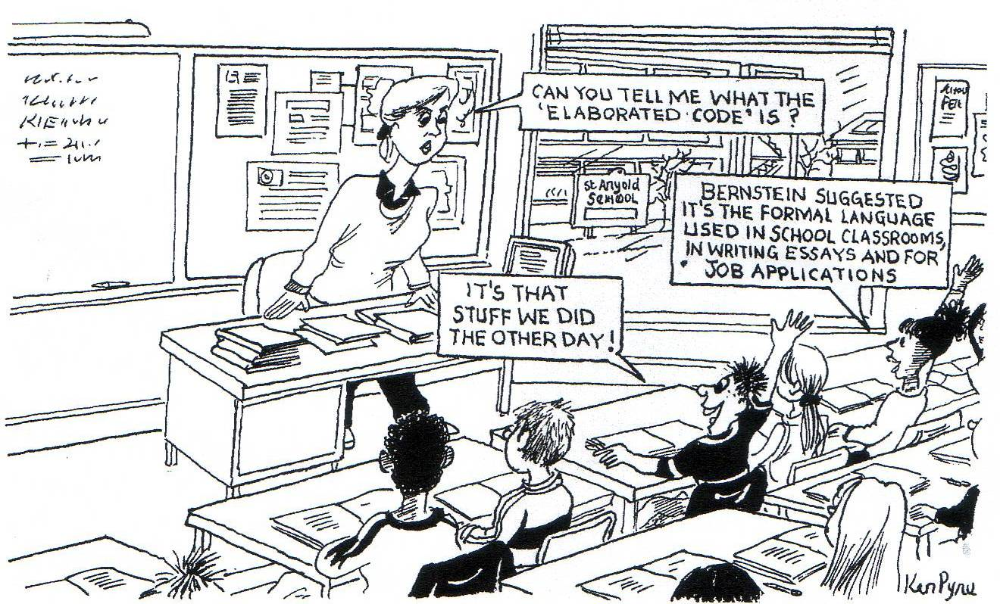 CAN YOU TELL ME WHAT THE
'ELABORATED CODE' IS?
St Anyold
SCHOOL
BERNSTEIN SUGGESTED
IT'S THE FORMAL LANGUAGE
USED IN SCHOOL CLASSROOMS,
IN WRITING ESSAYS AND FOR
JOB APPLICATIONS
IT'S THAT
STUFF WE DID
THE OTHER DAY!
Ken Pyne